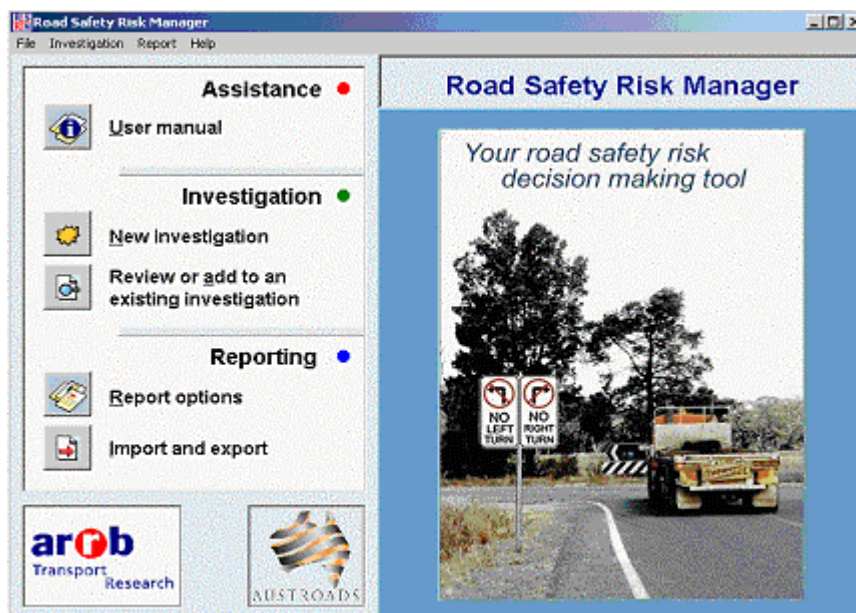 Road Safety Risk Manager
File Investigation Report Help
Assistance
User manual
Investigation
New investigation
Review or add to an
existing investigation
Reporting
Report options
Import and export
arrb
Transport
Research
AUSTROADS
Road Safety Risk Manager
Your road safety risk
decision making tool
NO
LEFT
TURN
NO
RIGHT
TURN